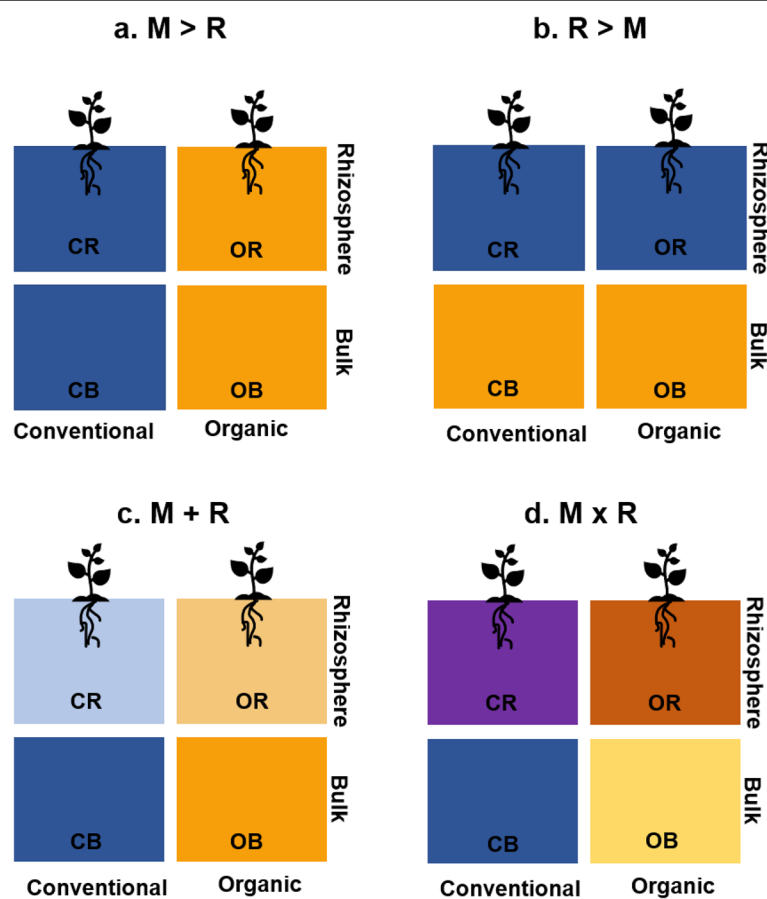 a. M > R
CR
OR
Rhizosphere
CB
OB
Bulk
Conventional
Organic
b. R > M
CR
OR
Rhizosphere
CB
OB
Bulk
Conventional
Organic
c. M + R
CR
OR
Rhizosphere
CB
OB
Bulk
Conventional
Organic
d. M x R
CR
OR
Rhizosphere
CB
OB
Bulk
Conventional
Organic